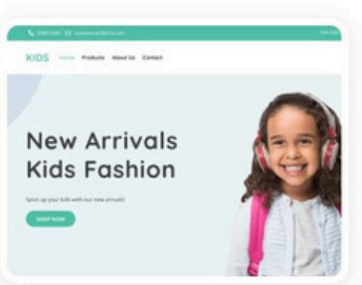 KIDS Home Products About Us Contact
New Arrivals
Kids Fashion
Spice up your kids with our new arrivals!
SHOP NOW